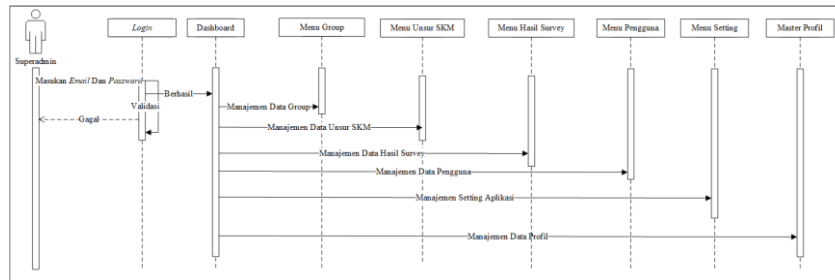 Login
Dashboard
Menu Group
Menu Unsur SKM
Menu Hasil Survey
Menu Pengguna
Menu Setting
Master Profil
Superadmin
Masukan Email Dan Password
Berhasil
Validasi
Manajemen Data Group
Gagal
Manajemen Data Unsur SKM
Manajemen Data Hasil Survey
Manajemen Data Pengguna
Manajemen Setting Aplikasi
Manajemen Data Profil